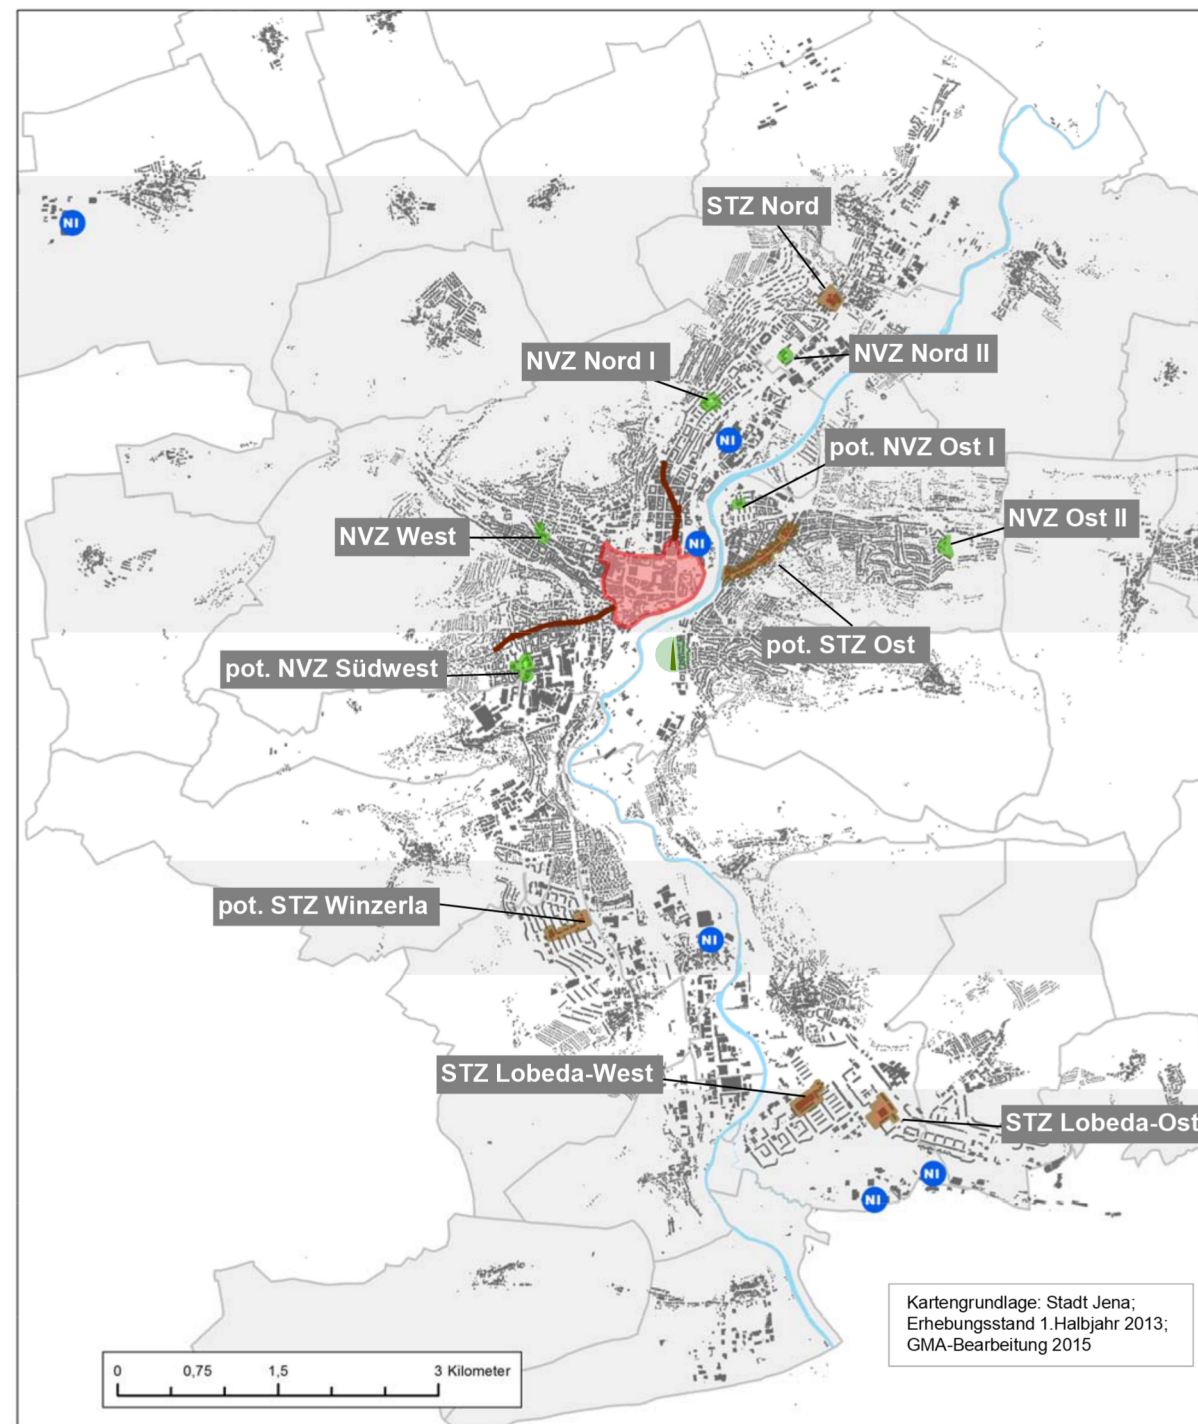 STZ Nord
NI
NVZ Nord I
NVZ Nord II
NI
pot. NVZ Ost I
NVZ West
NI
NVZ Ost II
pot. NVZ Südwest
pot. STZ Ost
pot. STZ Winzerla
NI
STZ Lobeda-West
STZ Lobeda-Ost
NI
NI
Kartengrundlage: Stadt Jena;
Erhebungsstand 1.Halbjahr 2013;
GMA-Bearbeitung 2015
0 0,75 1,5 3 Kilometer